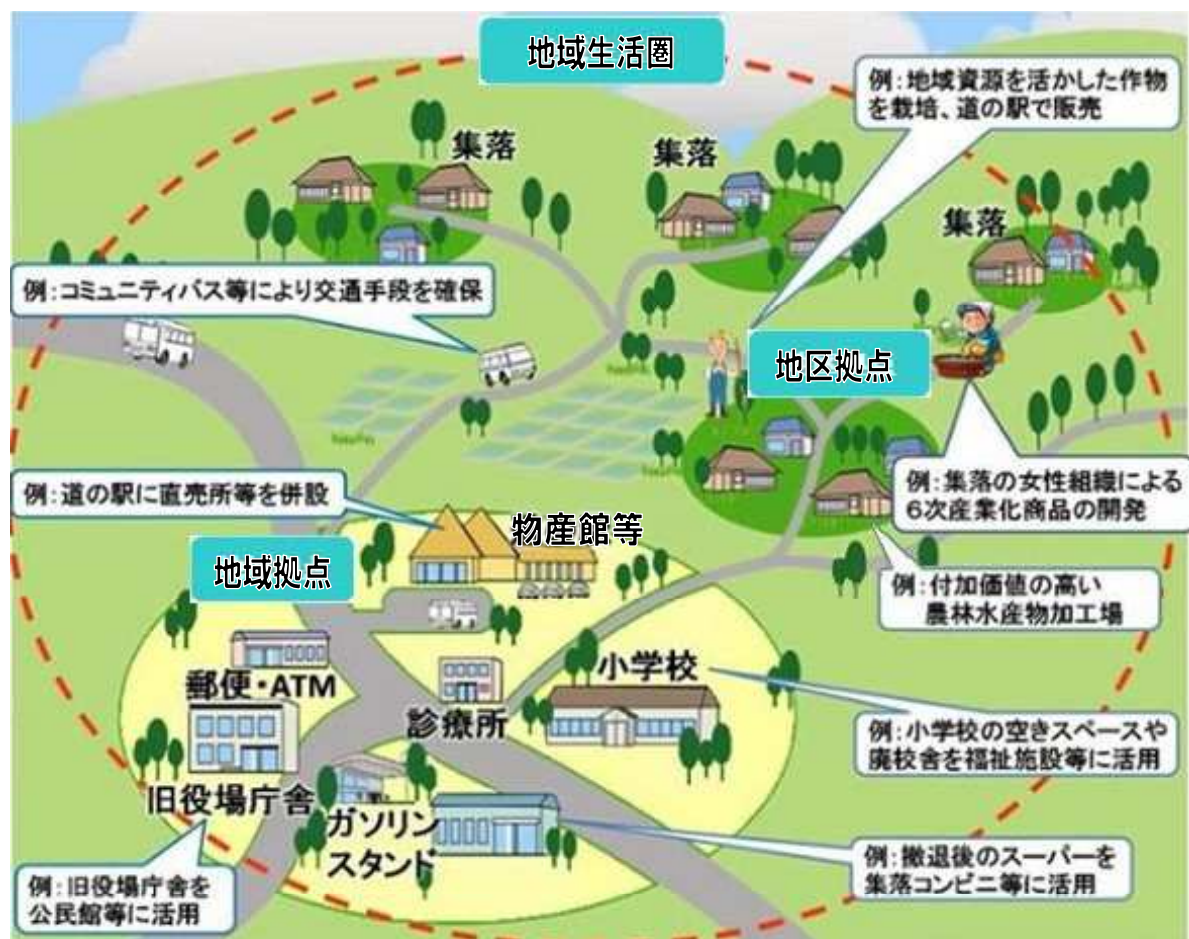 地域生活圏
例：地域資源を活かした作物
を栽培、道の駅で販売
集落
集落
集落
例：コミュニティバス等により交通手段を確保
地区拠点
例：集落の女性組織による
6次産業化商品の開発
例：道の駅に直売所等を併設
物産館等
地域拠点
例：付加価値の高い
農林水産物加工場
小学校
郵便・ATM
診療所
例：小学校の空きスペースや
廃校舎を福祉施設等に活用
旧役場庁舎
ガソリン
スタンド
例：撤退後のスーパーを
集落コンビニ等に活用
例：旧役場庁舎を
公民館等に活用